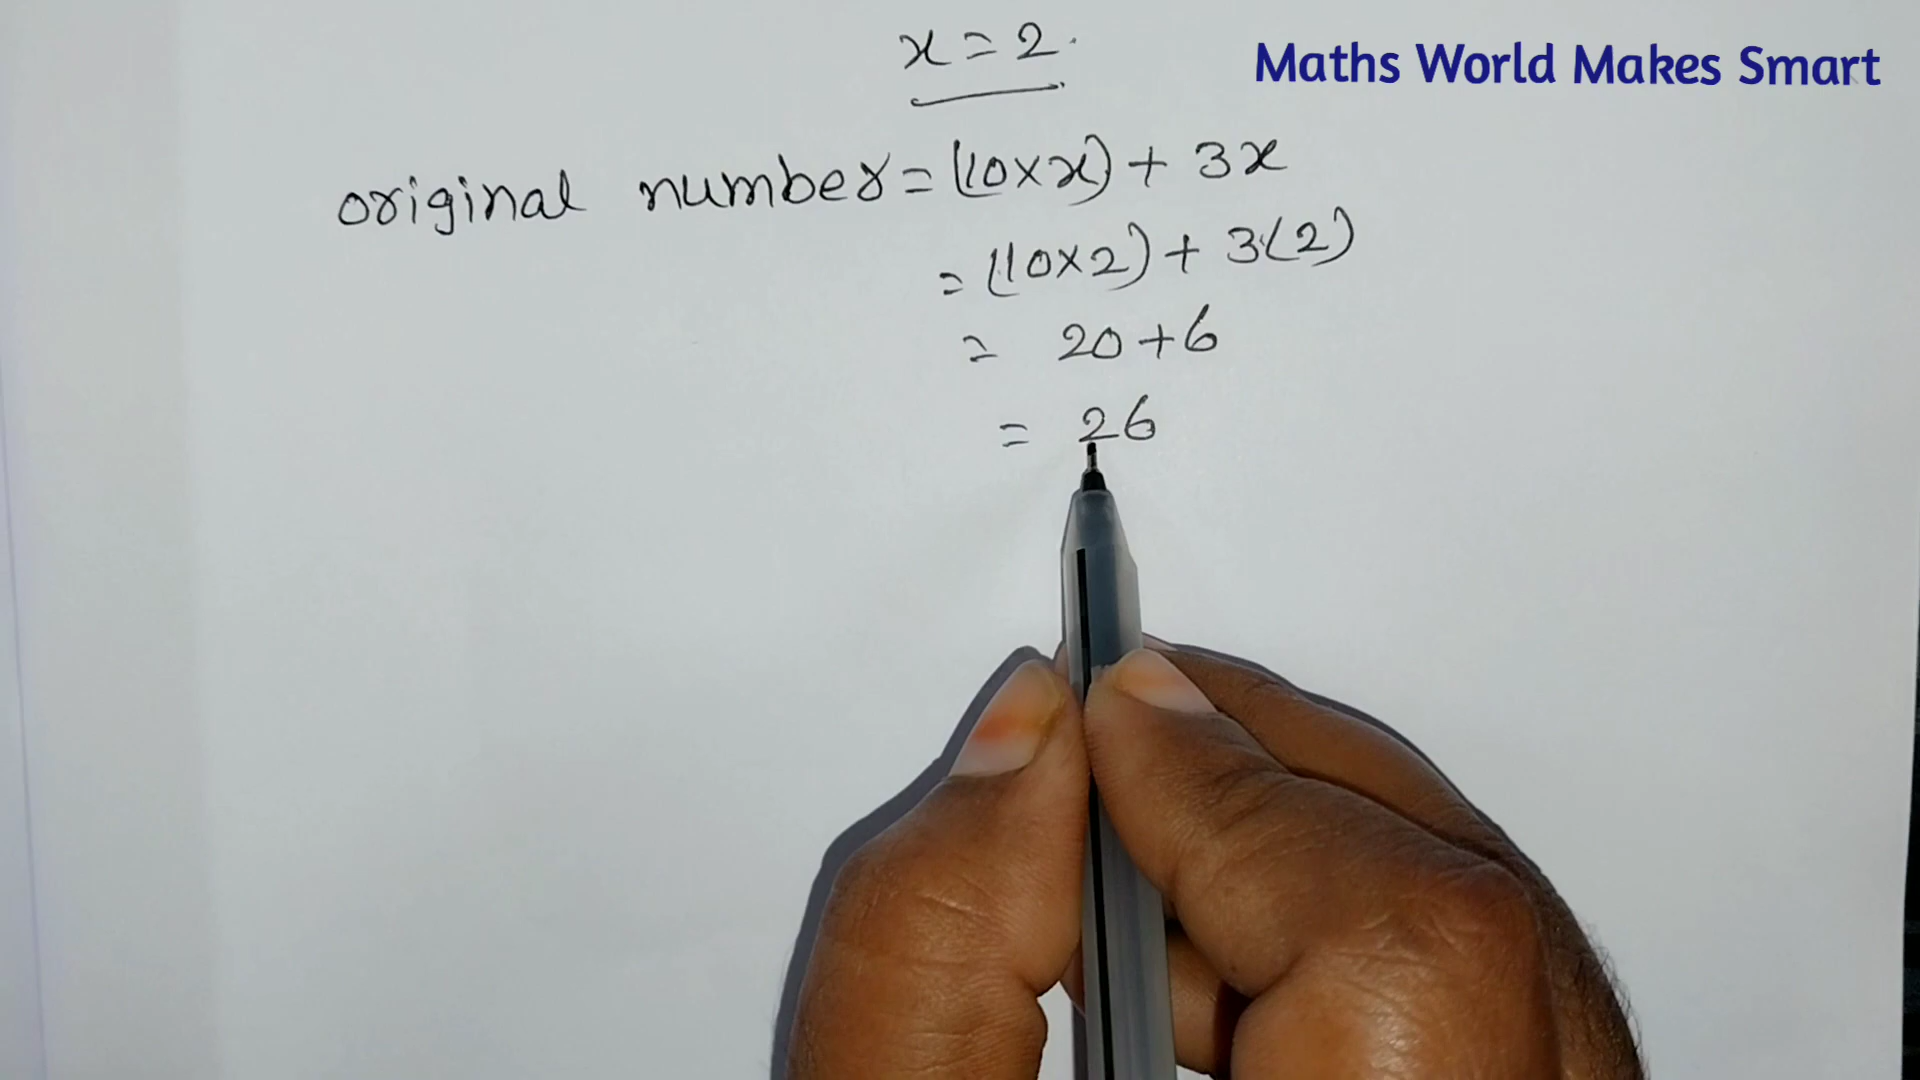 x = 2.
Maths World Makes Smart
original number = (10×x) + 3x
= (10×2) + 3(2)
= 20+6
= 26